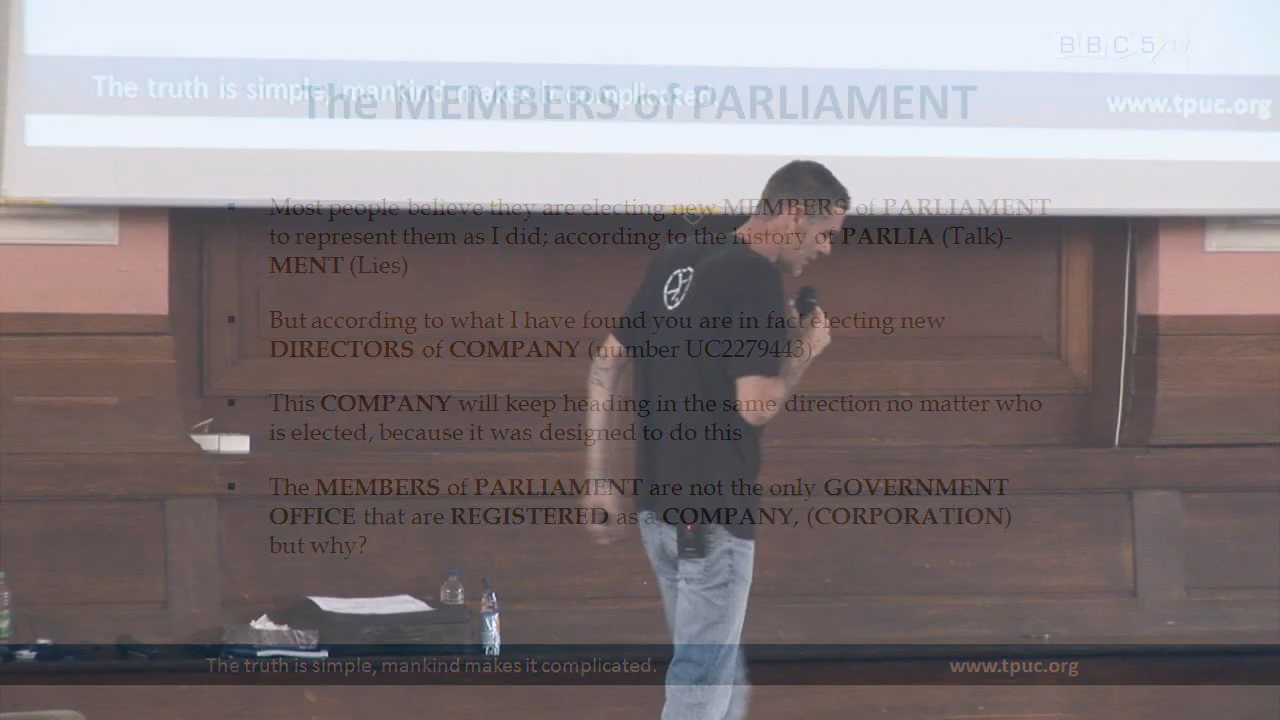 BBC 5/TV
The truth is simple, mankind makes it complicated.
www.tpuc.org
The MEMBERS of PARLIAMENT
▪ Most people believe they are electing new MEMBERS of PARLIAMENT
to represent them as I did; according to the history of PARLIA (Talk)-
MENT (Lies)
▪ But according to what I have found you are in fact electing new
DIRECTORS of COMPANY (number UC2279443)
▪ This COMPANY will keep heading in the same direction no matter who
is elected, because it was designed to do this
▪ The MEMBERS of PARLIAMENT are not the only GOVERNMENT
OFFICE that are REGISTERED as a COMPANY, (CORPORATION)
but why?
The truth is simple, mankind makes it complicated.
www.tpuc.org